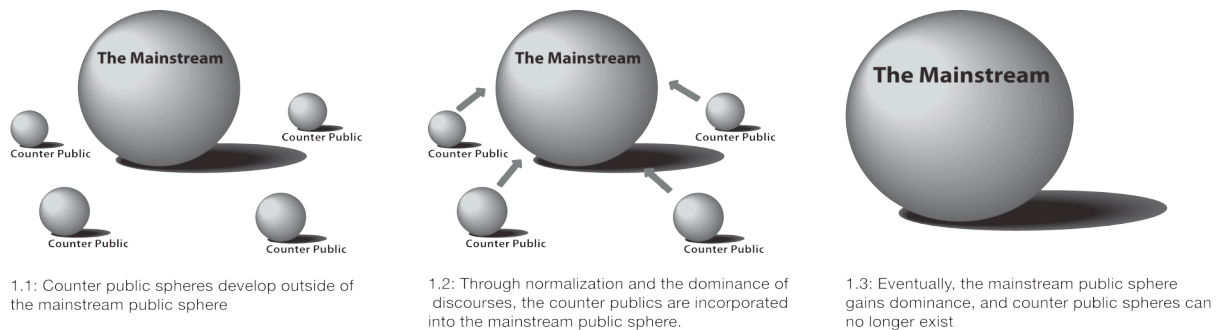 The Mainstream
Counter Public
Counter Public
Counter Public
Counter Public
1.1: Counter public spheres develop outside of
the mainstream public sphere
The Mainstream
Counter Public
Counter Public
Counter Public
Counter Public
1.2: Through normalization and the dominance of
discourses, the counter publics are incorporated
into the mainstream public sphere.
The Mainstream
1.3: Eventually, the mainstream public sphere
gains dominance, and counter public spheres can
no longer exist